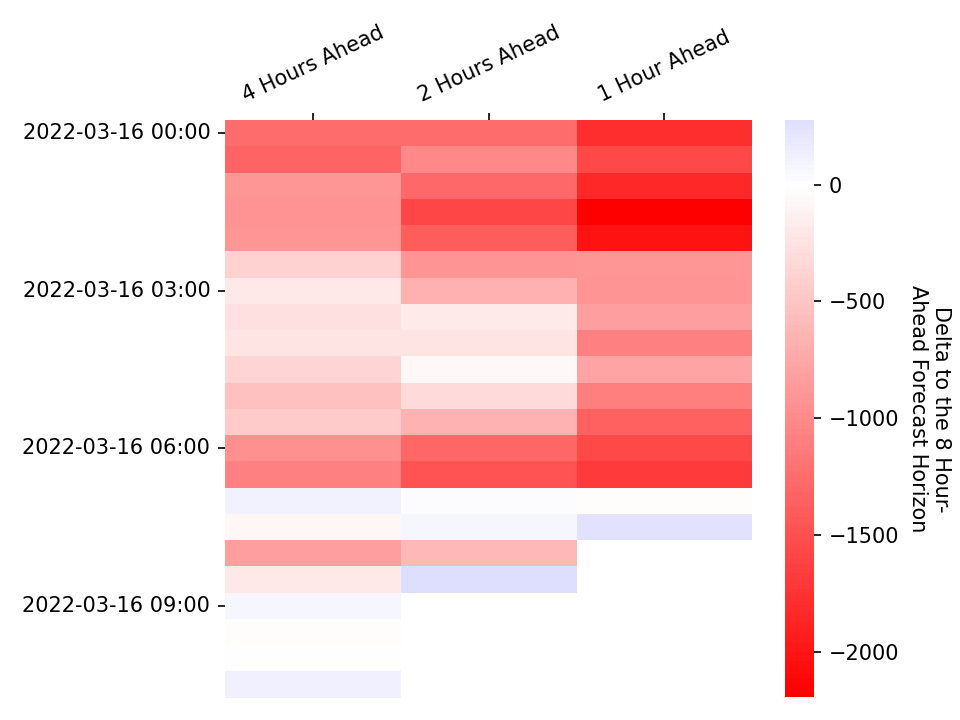 4 Hours Ahead
2 Hours Ahead
1 Hour Ahead
2022-03-16 00:00
2022-03-16 03:00
2022-03-16 06:00
2022-03-16 09:00
0
−500
−1000
−1500
−2000
Delta to the 8 Hour-
Ahead Forecast Horizon